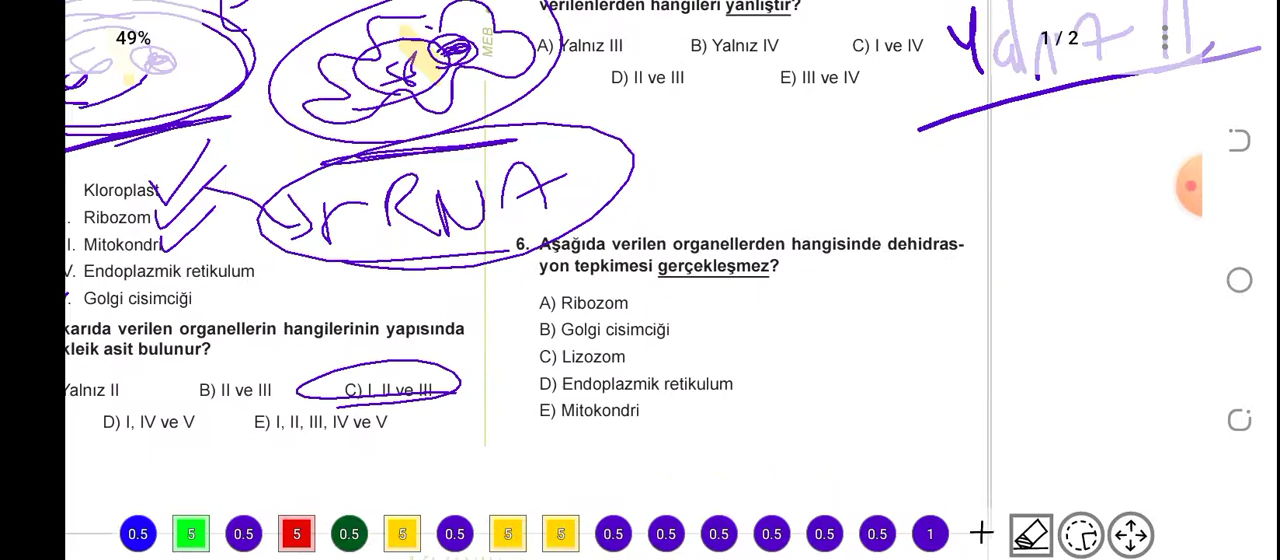 verilenlerden hangileri yanlıştır?
49%
MEB
A) Yalnız III B) Yalnız IV C) I ve IV
D) II ve III E) III ve IV
1 / 2
Yalnız II
Kloroplast
. Ribozom
I. Mitokondri
V. Endoplazmik retikulum
. Golgi cisimciği
rRNA
karıda verilen organellerin hangilerinin yapısında
kleik asit bulunur?
Yalnız II B) II ve III C) I, II ve III
D) I, IV ve V E) I, II, III, IV ve V
6. Aşağıda verilen organellerden hangisinde dehidras-
yon tepkimesi gerçekleşmez?
A) Ribozom
B) Golgi cisimciği
C) Lizozom
D) Endoplazmik retikulum
E) Mitokondri
0.5 5 0.5 5 0.5 5 0.5 5 5 0.5 0.5 0.5 0.5 0.5 0.5 1